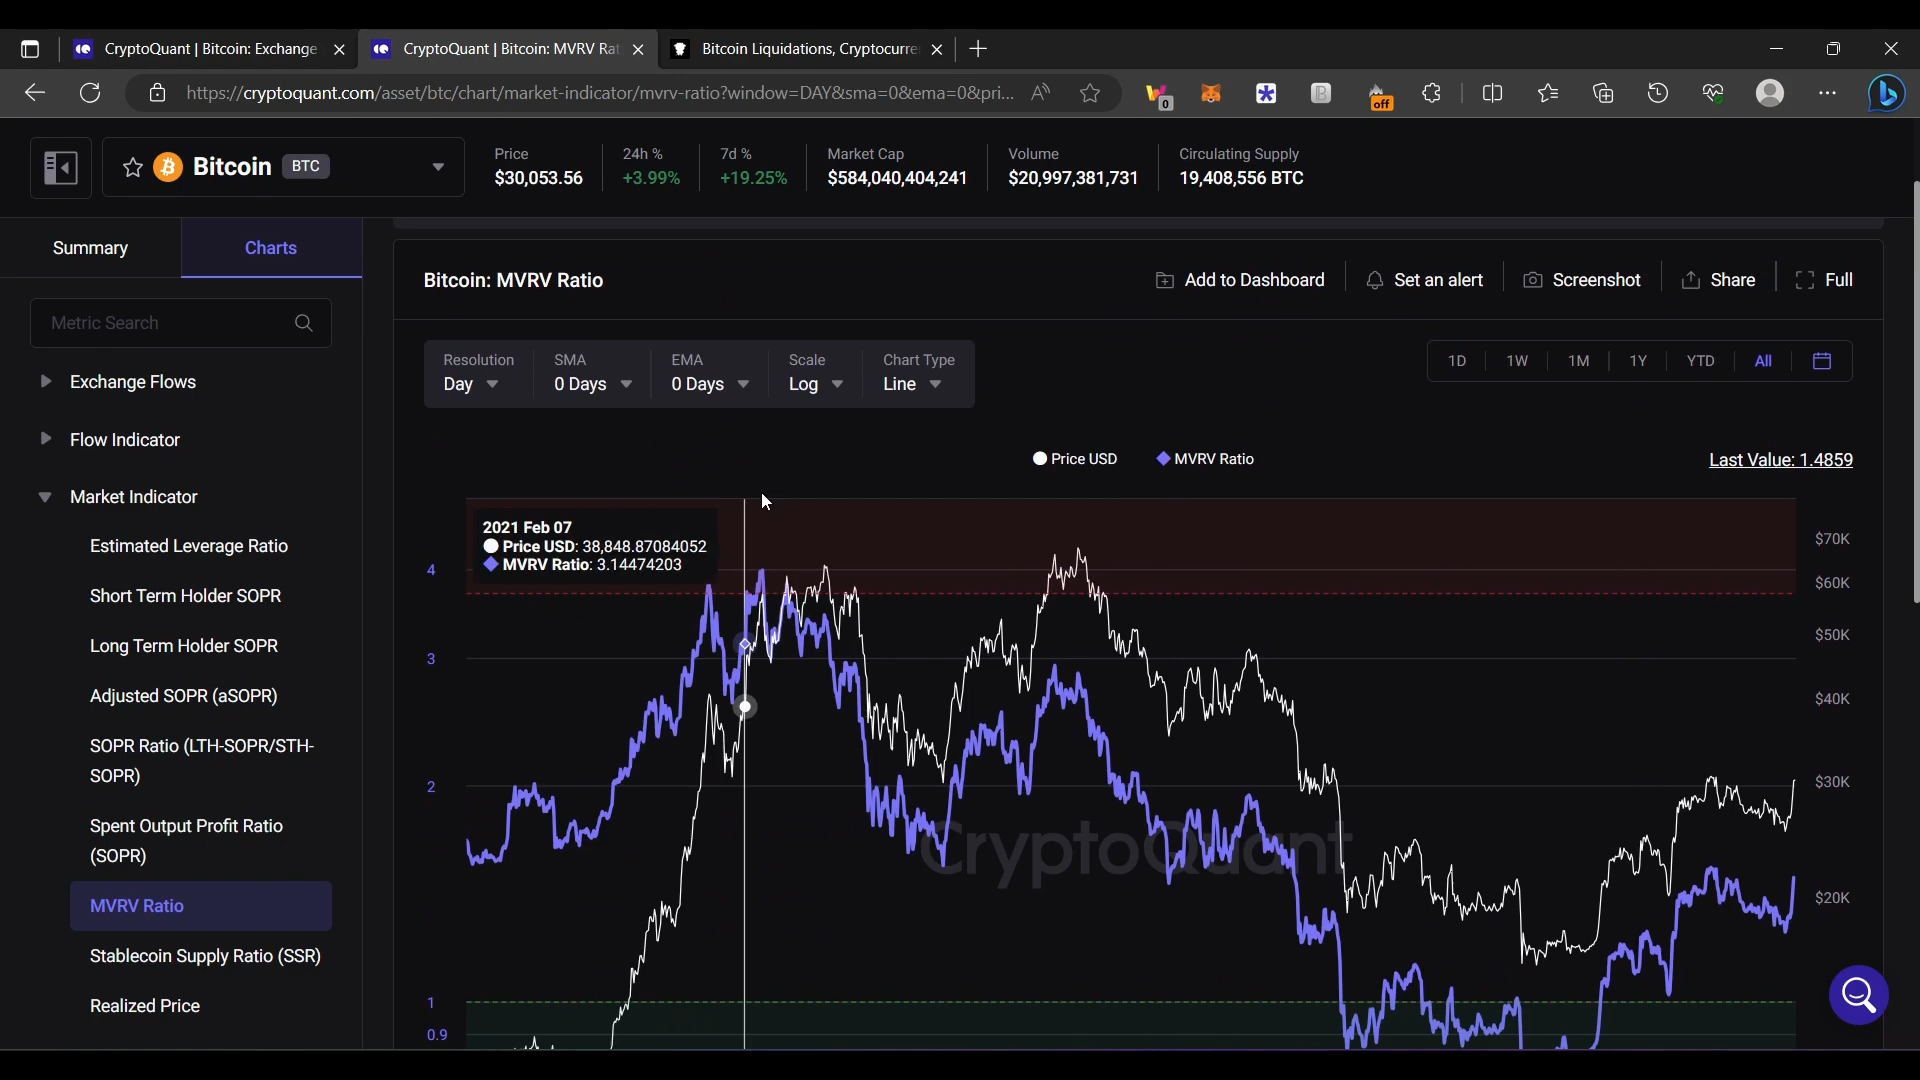 CryptoQuant | Bitcoin: Exchange
CryptoQuant | Bitcoin: MVRV Rat
Bitcoin Liquidations, Cryptocurre
https://cryptoquant.com/asset/btc/chart/market-indicator/mvrv-ratio?window=DAY&sma=0&ema=0&pri...
0
off
Bitcoin BTC
Price
$30,053.56
24h %
+3.99%
7d %
+19.25%
Market Cap
$584,040,404,241
Volume
$20,997,381,731
Circulating Supply
19,408,556 BTC
Summary
Charts
Metric Search
Exchange Flows
Flow Indicator
Market Indicator
Estimated Leverage Ratio
Short Term Holder SOPR
Long Term Holder SOPR
Adjusted SOPR (aSOPR)
SOPR Ratio (LTH-SOPR/STH-
SOPR)
Spent Output Profit Ratio
(SOPR)
MVRV Ratio
Stablecoin Supply Ratio (SSR)
Realized Price
Bitcoin: MVRV Ratio
Add to Dashboard
Set an alert
Screenshot
Share
Full
Resolution
Day
SMA
0 Days
EMA
0 Days
Scale
Log
Chart Type
Line
1D
1W
1M
1Y
YTD
All
Price USD
MVRV Ratio
Last Value: 1.4859
2021 Feb 07
Price USD: 38,848.87084052
MVRV Ratio: 3.14474203
4
3
2
1
0.9
$70K
$60K
$50K
$40K
$30K
$20K
CryptoQuant